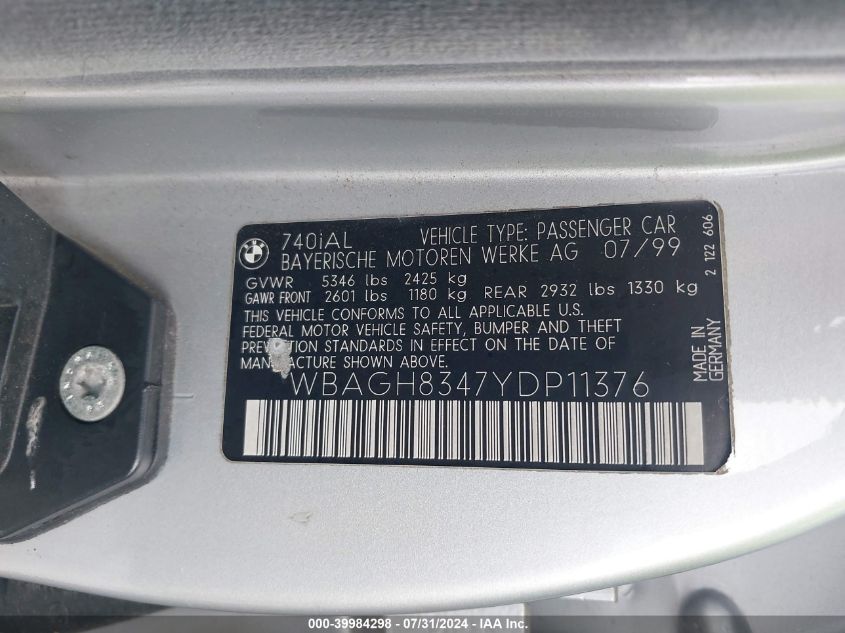 740iAL VEHICLE TYPE: PASSENGER CAR
BAYERISCHE MOTOREN WERKE AG 07/99
GVWR 5346 lbs 2425 kg
GAWR FRONT 2601 lbs 1180 kg REAR 2932 lbs 1330 kg
THIS VEHICLE CONFORMS TO ALL APPLICABLE U.S.
FEDERAL MOTOR VEHICLE SAFETY, BUMPER AND THEFT
PREVENTION STANDARDS IN EFFECT ON THE DATE OF
MANUFACTURE SHOWN ABOVE.
WBAGH8347YDP11376
MADE IN
GERMANY
2 122 606
000-39984298 - 07/31/2024 - IAA Inc.